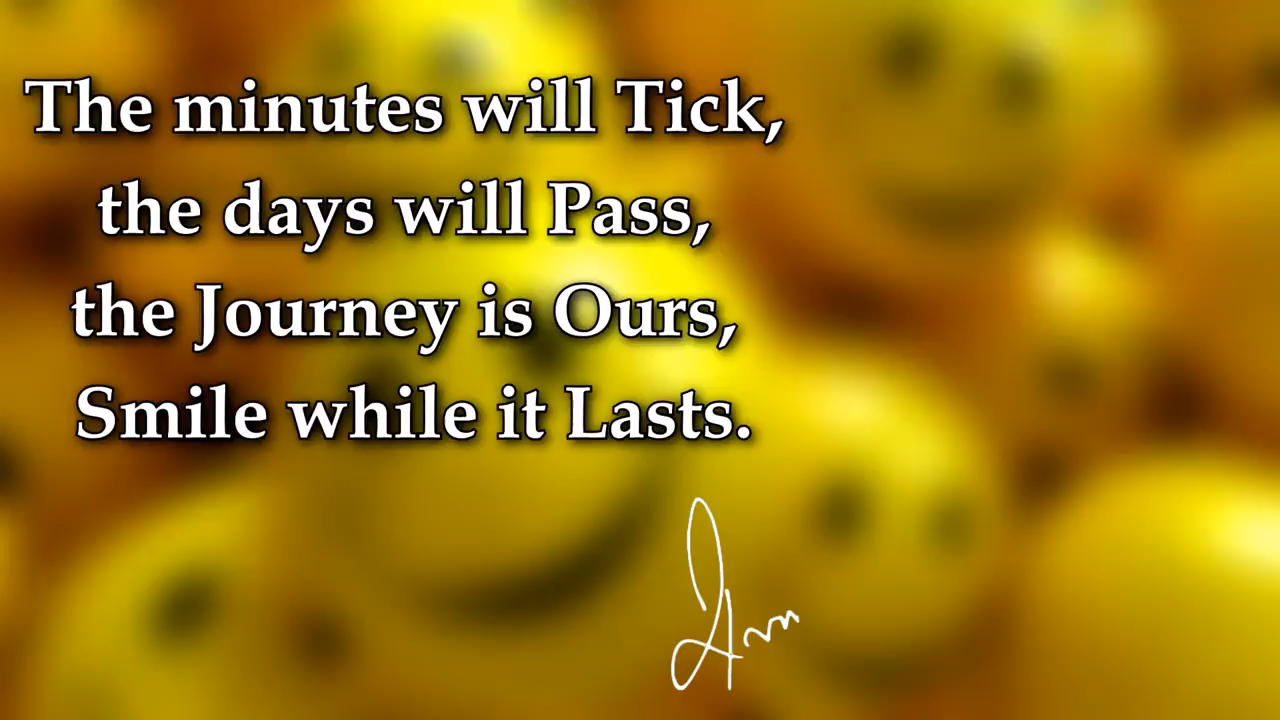 The minutes will Tick,
the days will Pass,
the Journey is Ours,
Smile while it Lasts.